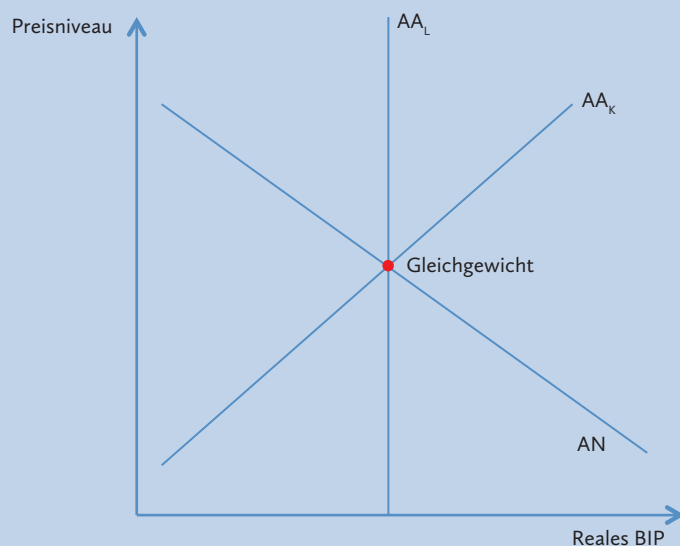 AA_L
Preisniveau
AA_K
Gleichgewicht
AN
Reales BIP